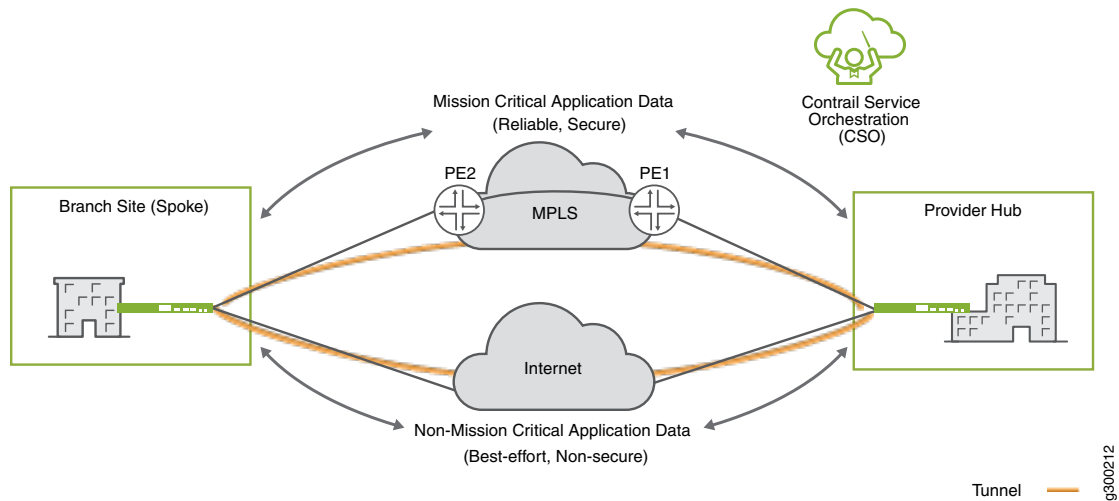 Contrail Service
Orchestration
(CSO)
Mission Critical Application Data
(Reliable, Secure)
PE2
PE1
MPLS
Branch Site (Spoke)
Provider Hub
Internet
Non-Mission Critical Application Data
(Best-effort, Non-secure)
Tunnel
g300212